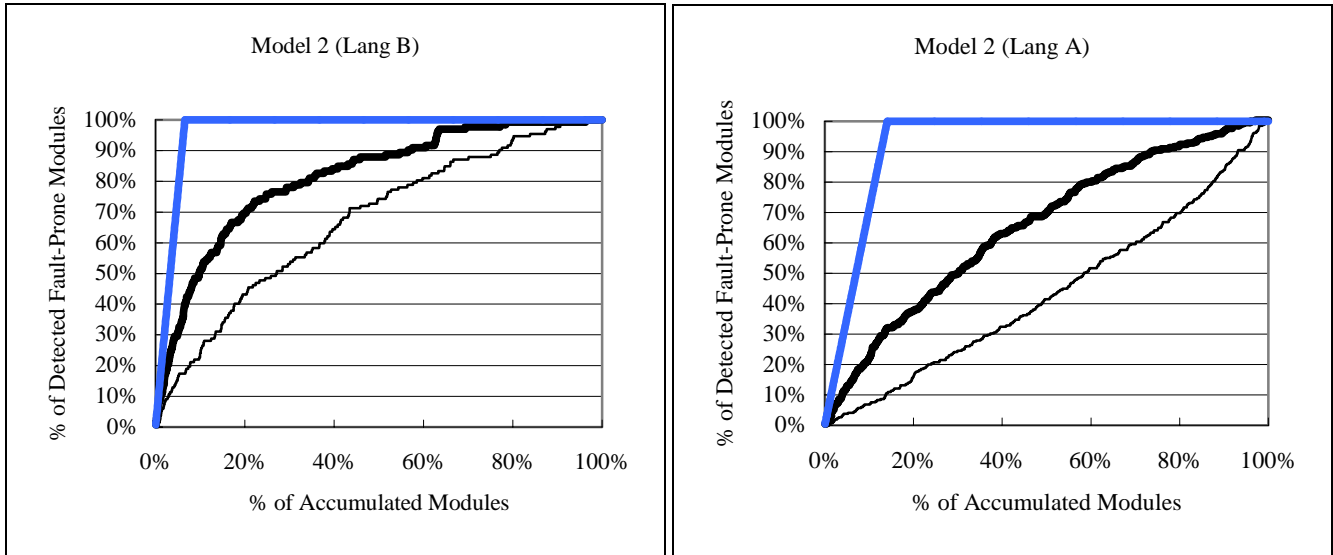 Model 2 (Lang B)
% of Detected Fault-Prone Modules
100%
90%
80%
70%
60%
50%
40%
30%
20%
10%
0%
0% 20% 40% 60% 80% 100%
% of Accumulated Modules
Model 2 (Lang A)
% of Detected Fault-Prone Modules
100%
90%
80%
70%
60%
50%
40%
30%
20%
10%
0%
0% 20% 40% 60% 80% 100%
% of Accumulated Modules